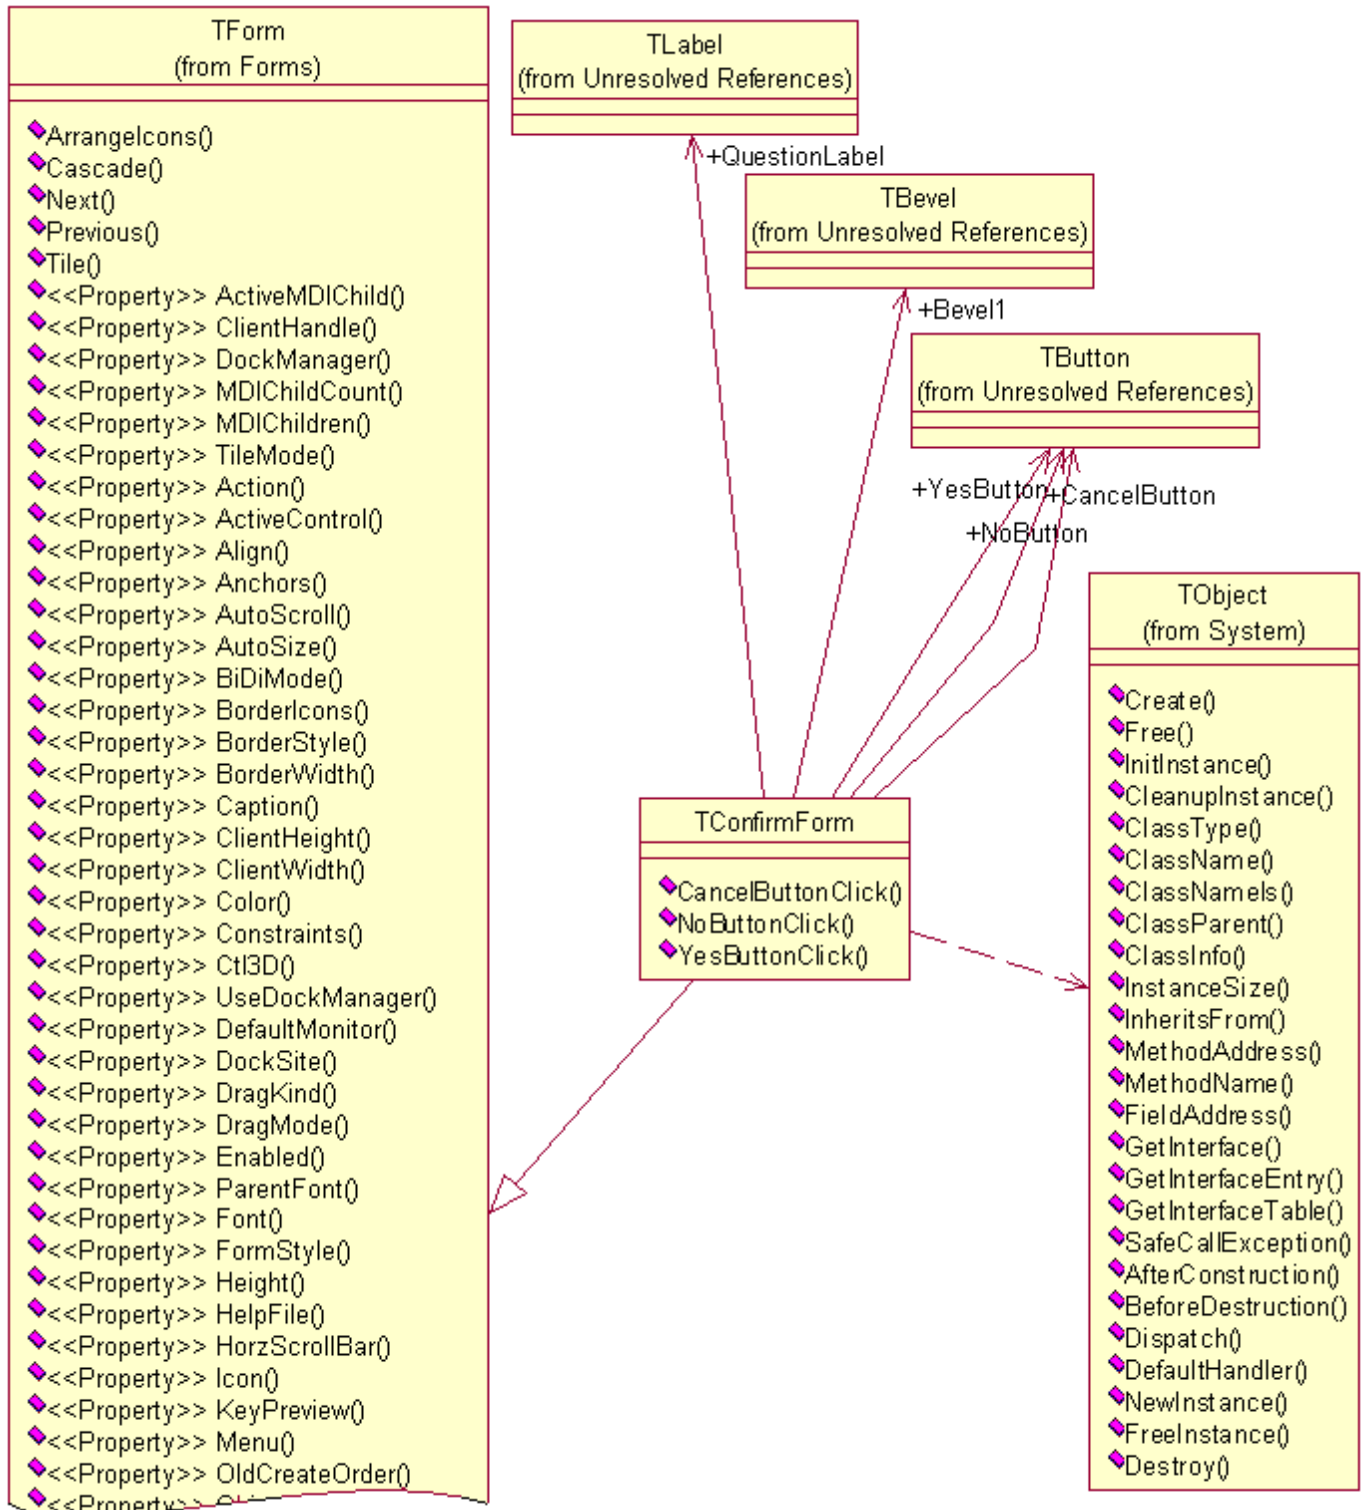 TForm
(from Forms)
ArrangeIcons()
Cascade()
Next()
Previous()
Tile()
<<Property>> ActiveMDIChild()
<<Property>> ClientHandle()
<<Property>> DockManager()
<<Property>> MDIChildCount()
<<Property>> MDIChildren()
<<Property>> TileMode()
<<Property>> Action()
<<Property>> ActiveControl()
<<Property>> Align()
<<Property>> Anchors()
<<Property>> AutoScroll()
<<Property>> AutoSize()
<<Property>> BiDiMode()
<<Property>> BorderIcons()
<<Property>> BorderStyle()
<<Property>> BorderWidth()
<<Property>> Caption()
<<Property>> ClientHeight()
<<Property>> ClientWidth()
<<Property>> Color()
<<Property>> Constraints()
<<Property>> Ctl3D()
<<Property>> UseDockManager()
<<Property>> DefaultMonitor()
<<Property>> DockSite()
<<Property>> DragKind()
<<Property>> DragMode()
<<Property>> Enabled()
<<Property>> ParentFont()
<<Property>> Font()
<<Property>> FormStyle()
<<Property>> Height()
<<Property>> HelpFile()
<<Property>> HorzScrollBar()
<<Property>> Icon()
<<Property>> KeyPreview()
<<Property>> Menu()
<<Property>> OldCreateOrder()
<<Property>>
TLabel
(from Unresolved References)
+QuestionLabel
TBevel
(from Unresolved References)
+Bevel1
TButton
(from Unresolved References)
+YesButton
+CancelButton
+NoButton
TConfirmForm
CancelButtonClick()
NoButtonClick()
YesButtonClick()
TObject
(from System)
Create()
Free()
InitInstance()
CleanupInstance()
ClassType()
ClassName()
ClassNameIs()
ClassParent()
ClassInfo()
InstanceSize()
InheritsFrom()
MethodAddress()
MethodName()
FieldAddress()
GetInterface()
GetInterfaceEntry()
GetInterfaceTable()
SafeCallException()
AfterConstruction()
BeforeDestruction()
Dispatch()
DefaultHandler()
NewInstance()
FreeInstance()
Destroy()